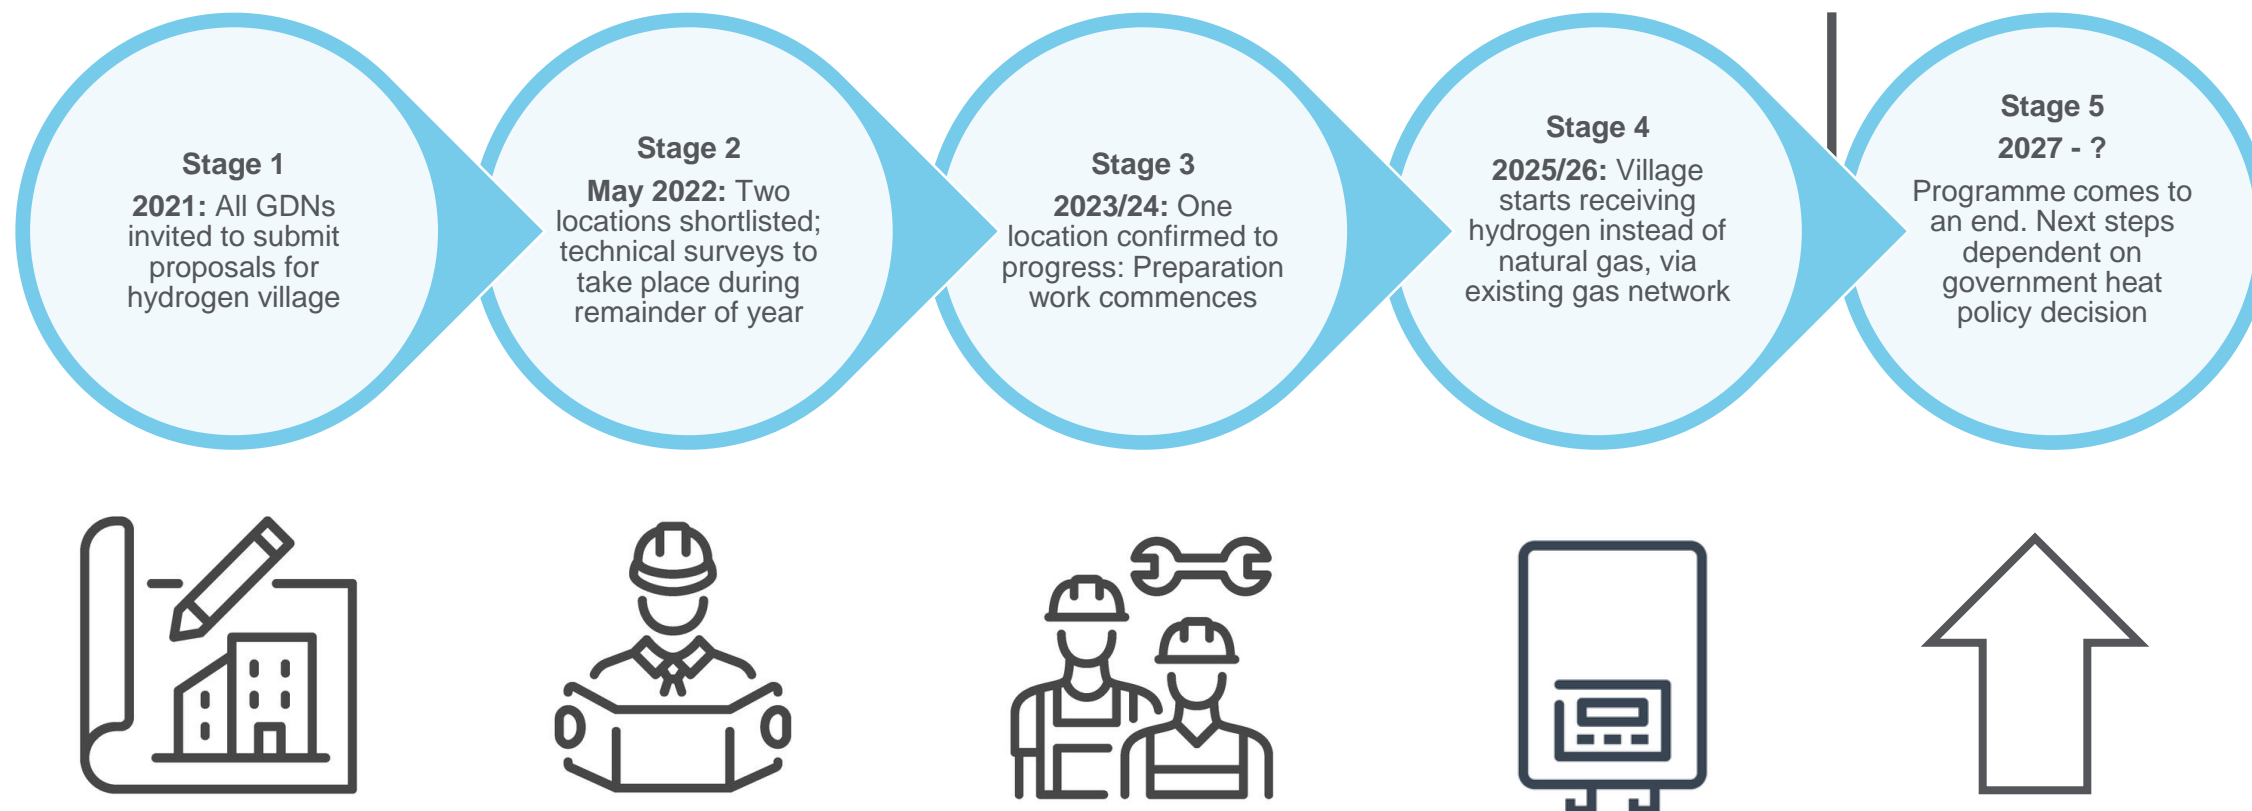 Stage 1
2021: All GDNs
invited to submit
proposals for
hydrogen village
Stage 2
May 2022: Two
locations shortlisted;
technical surveys to
take place during
remainder of year
Stage 3
2023/24: One
location confirmed to
progress: Preparation
work commences
Stage 4
2025/26: Village
starts receiving
hydrogen instead of
natural gas, via
existing gas network
Stage 5
2027 - ?
Programme comes to
an end. Next steps
dependent on
government heat
policy decision